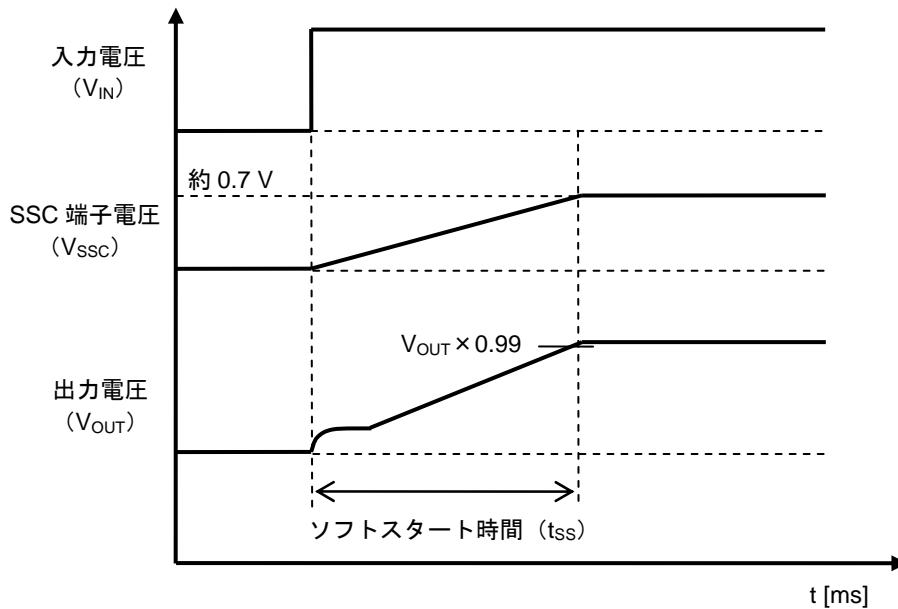 入力電圧
（VIN）
約 0.7 V
SSC 端子電圧
（VSSC）
VOUT × 0.99
出力電圧
（VOUT）
ソフトスタート時間（tSS）
t [ms]